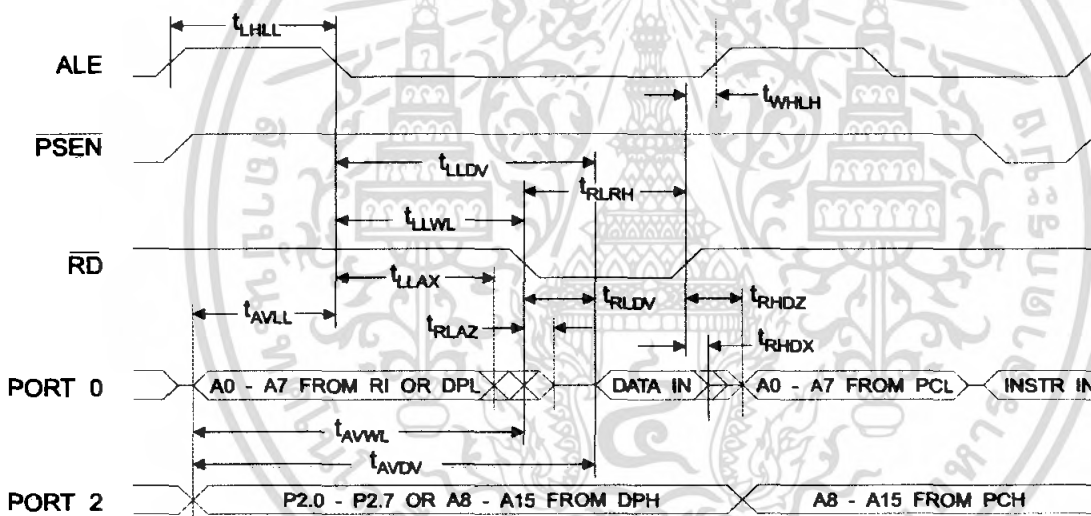 tLHLL
ALE
tWHLH
PSEN
tLLDV
tRLRH
tLLWL
RD
tLLAX
tRLDV
tRHDZ
tAVLL
tRLAZ
tRHDX
PORT 0
A0 - A7 FROM RI OR DPL
DATA IN
A0 - A7 FROM PCL
INSTR IN
tAVWL
tAVDV
PORT 2
P2.0 - P2.7 OR A8 - A15 FROM DPH
A8 - A15 FROM PCH